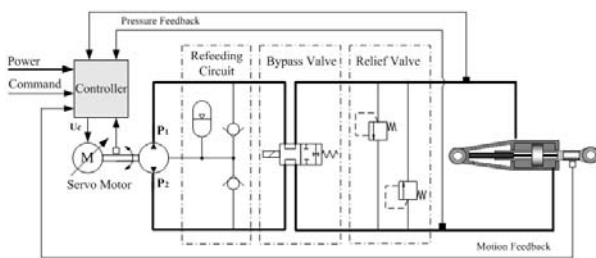 Pressure Feedback
Power
Command
Controller
Refeeding
Circuit
Bypass Valve
Relief Valve
Uc
P1
M
P2
Servo Motor
Motion Feedback